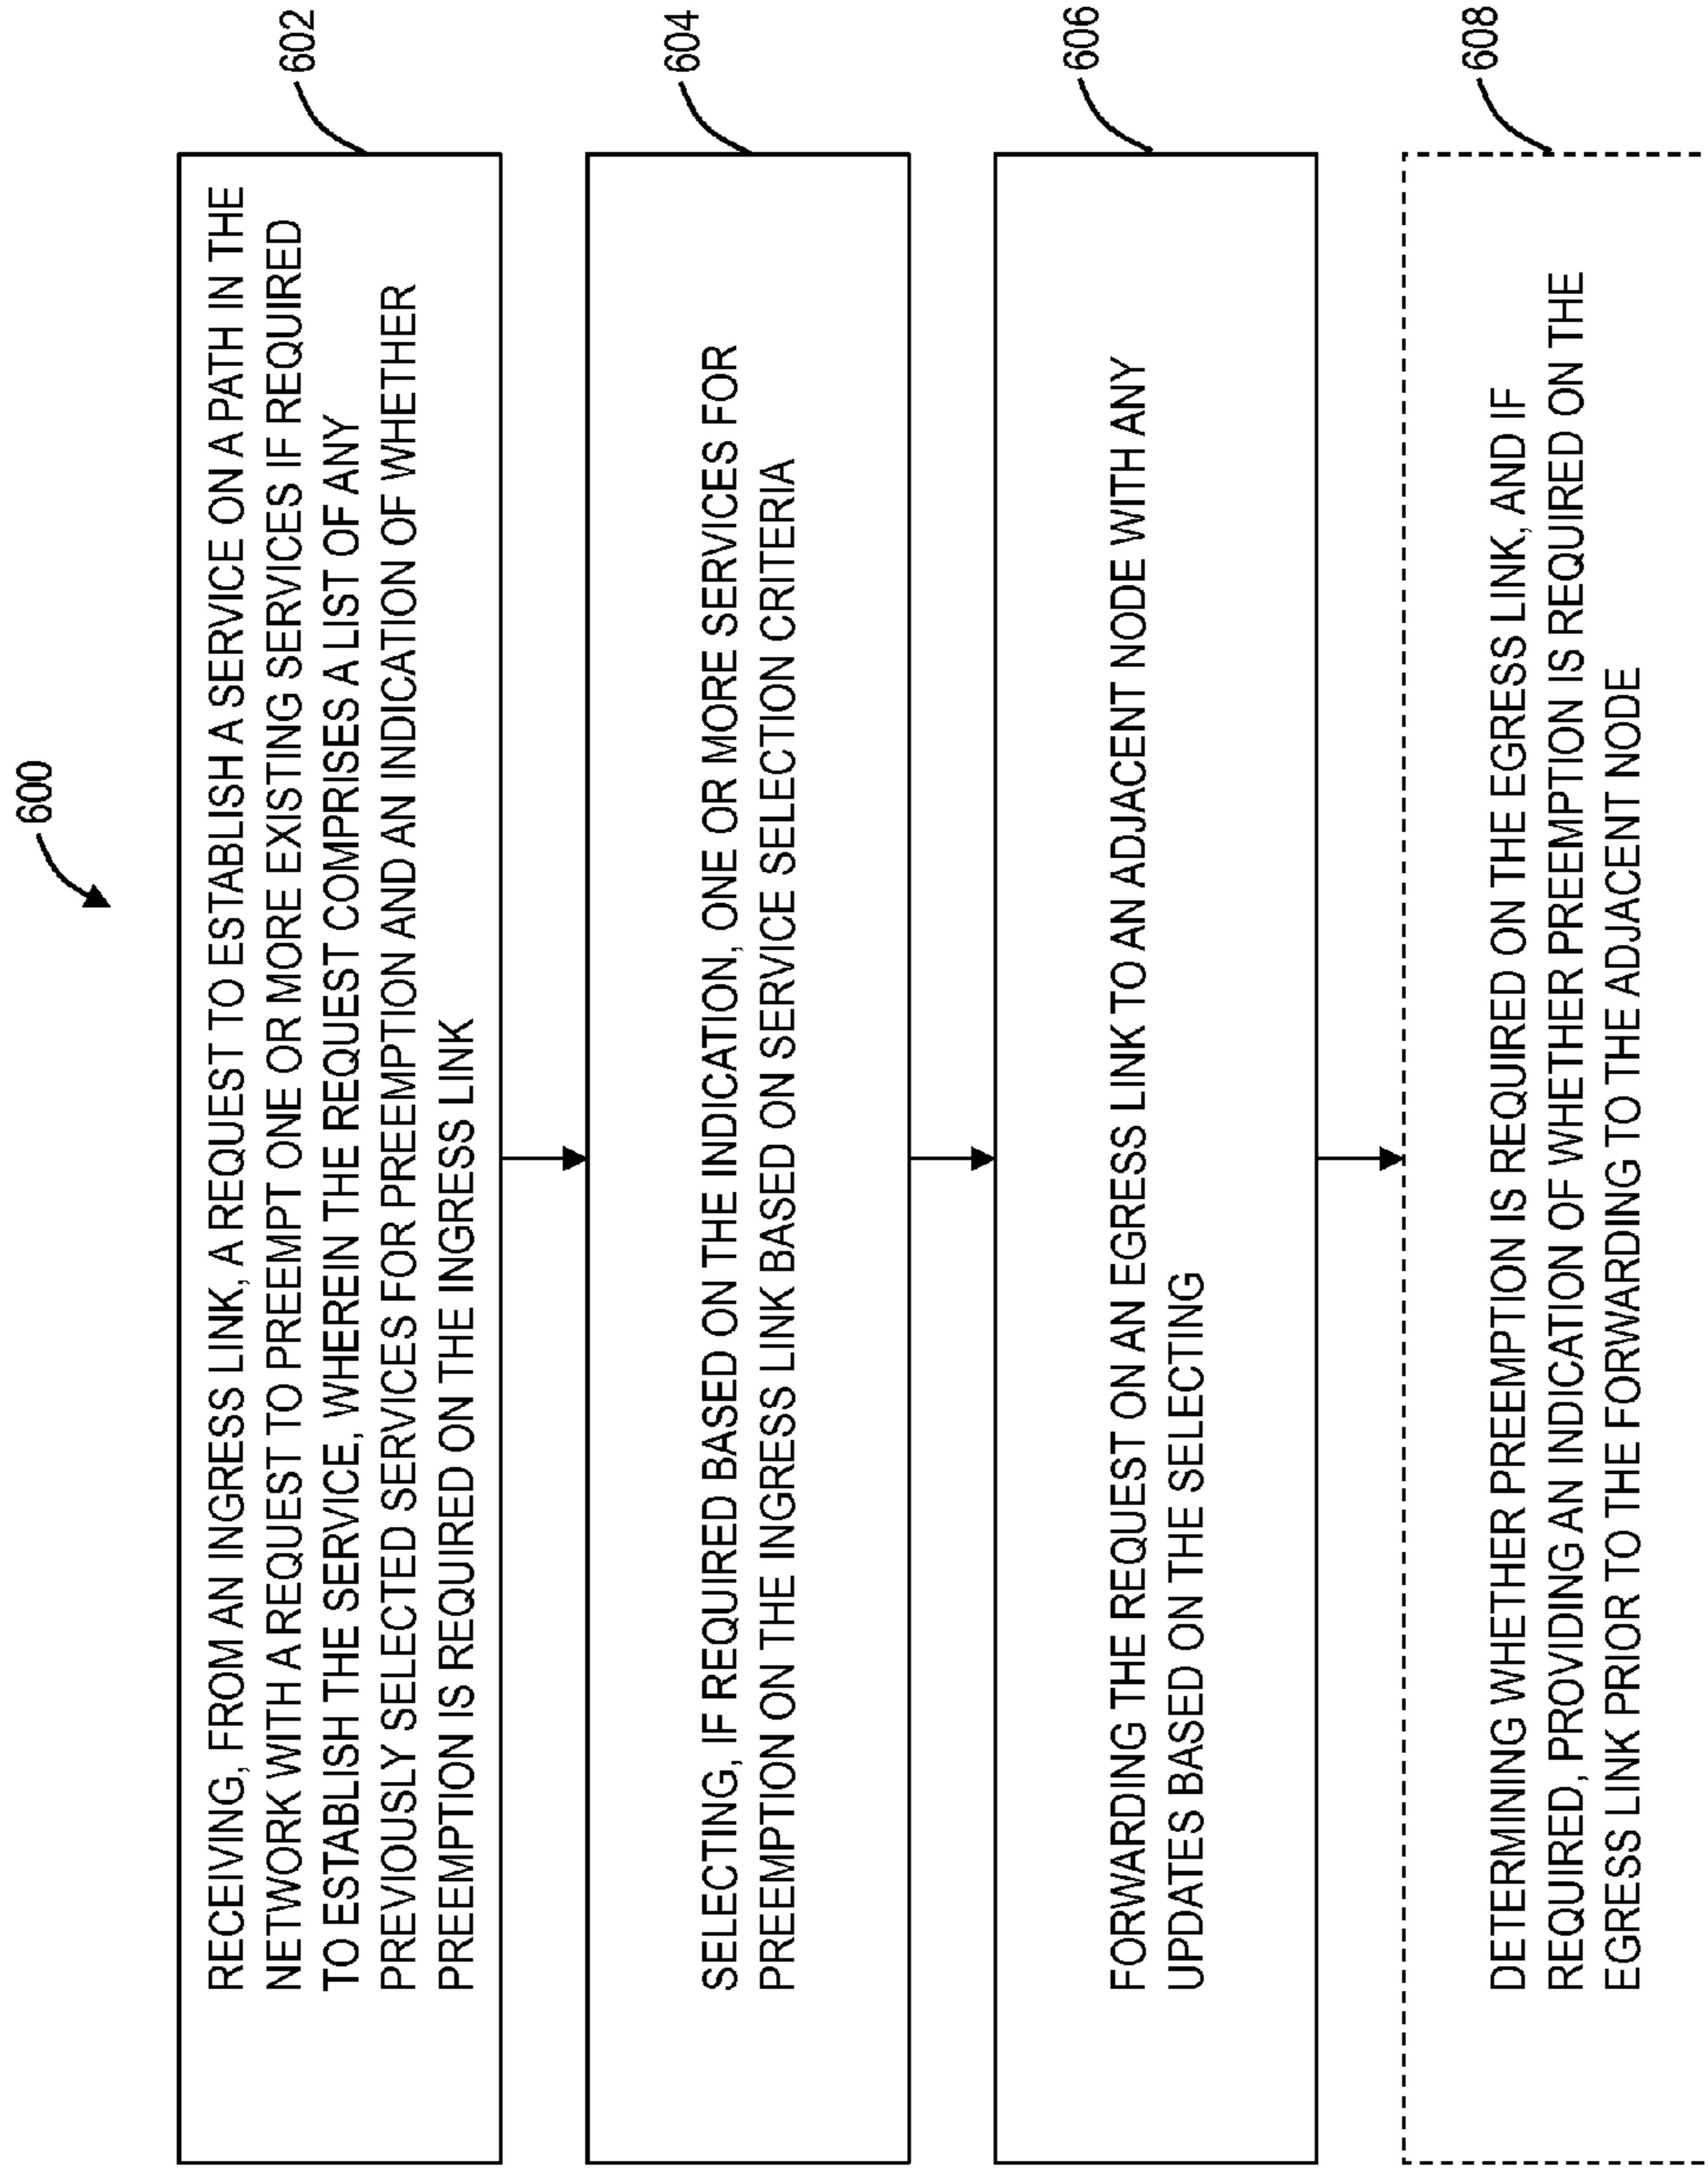 600
602
RECEIVING, FROM AN INGRESS LINK, A REQUEST TO ESTABLISH A SERVICE ON A PATH IN THE
NETWORK WITH A REQUEST TO PREEMPT ONE OR MORE EXISTING SERVICES IF REQUIRED
TO ESTABLISH THE SERVICE, WHEREIN THE REQUEST COMPRISES A LIST OF ANY
PREVIOUSLY SELECTED SERVICES FOR PREEMPTION AND AN INDICATION OF WHETHER
PREEMPTION IS REQUIRED ON THE INGRESS LINK
604
SELECTING, IF REQUIRED BASED ON THE INDICATION, ONE OR MORE SERVICES FOR
PREEMPTION ON THE INGRESS LINK BASED ON SERVICE SELECTION CRITERIA
606
FORWARDING THE REQUEST ON AN EGRESS LINK TO AN ADJACENT NODE WITH ANY
UPDATES BASED ON THE SELECTING
608
DETERMINING WHETHER PREEMPTION IS REQUIRED ON THE EGRESS LINK, AND IF
REQUIRED, PROVIDING AN INDICATION OF WHETHER PREEMPTION IS REQUIRED ON THE
EGRESS LINK PRIOR TO THE FORWARDING TO THE ADJACENT NODE